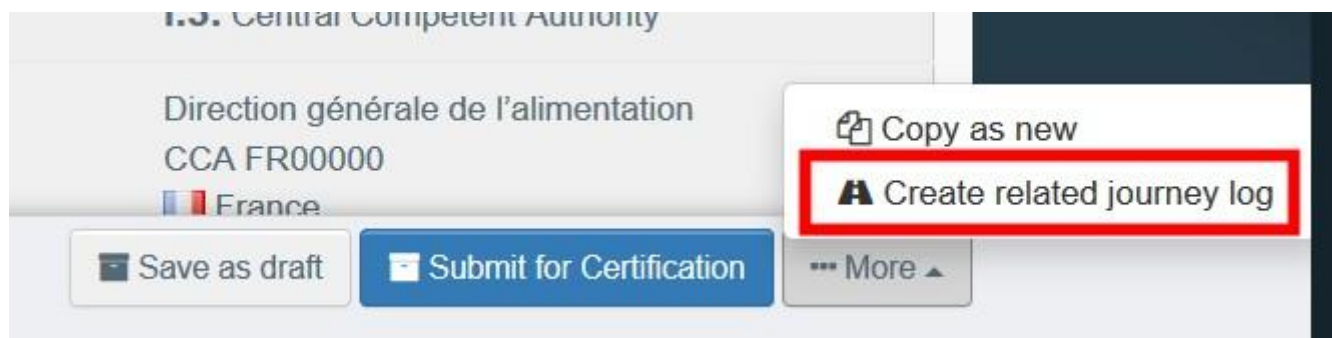 I.3. Central Competent Authority
Direction générale de l’alimentation
CCA FR00000
France
Copy as new
Create related journey log
Save as draft
Submit for Certification
More